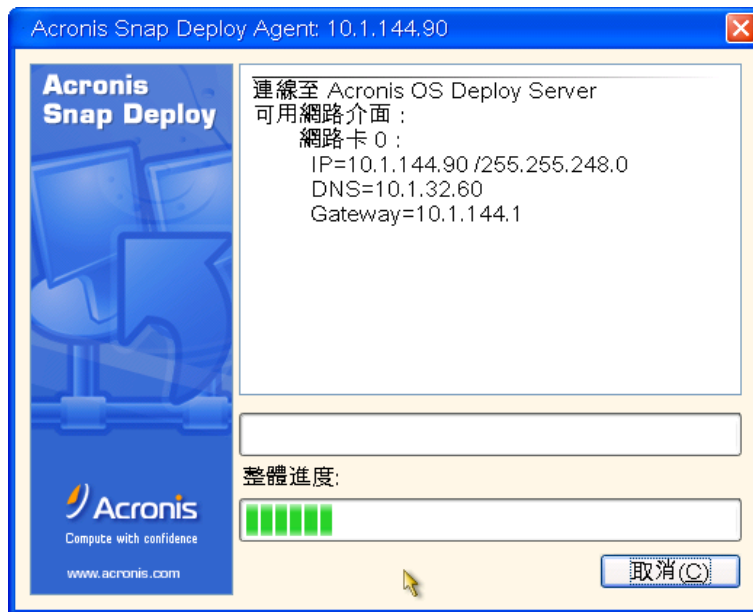 Acronis Snap Deploy Agent: 10.1.144.90
Acronis
Snap Deploy
連線至 Acronis OS Deploy Server
可用網路介面：
網路卡 0：
IP=10.1.144.90 /255.255.248.0
DNS=10.1.32.60
Gateway=10.1.144.1
整體進度:
Acronis
Compute with confidence
www.acronis.com
取消(C)